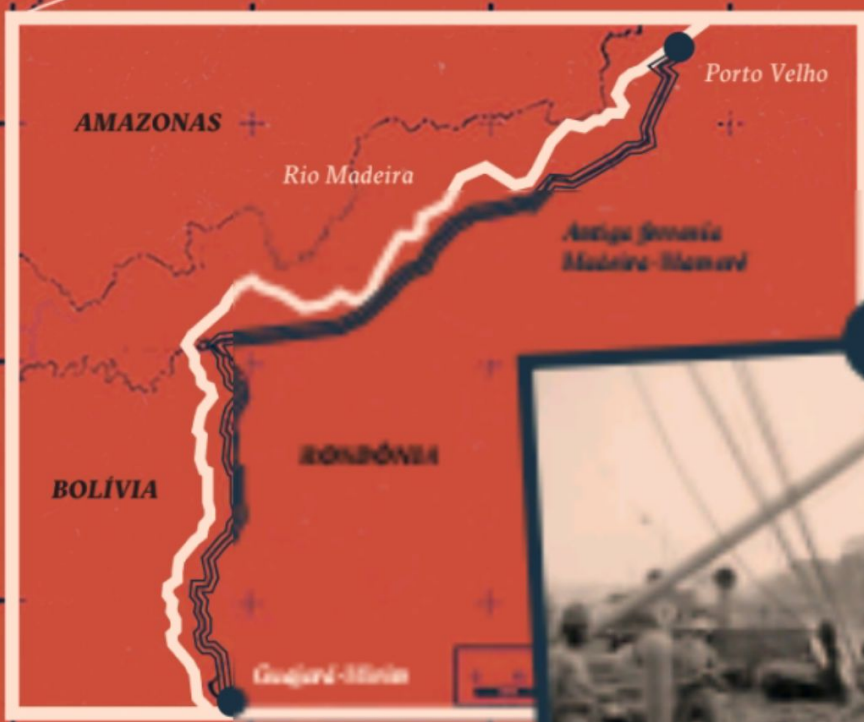 Porto Velho
AMAZONAS
Rio Madeira
Antiga ferrovia
Madeira-Mamoré
RONDÔNIA
BOLÍVIA
Guajará-Mirim